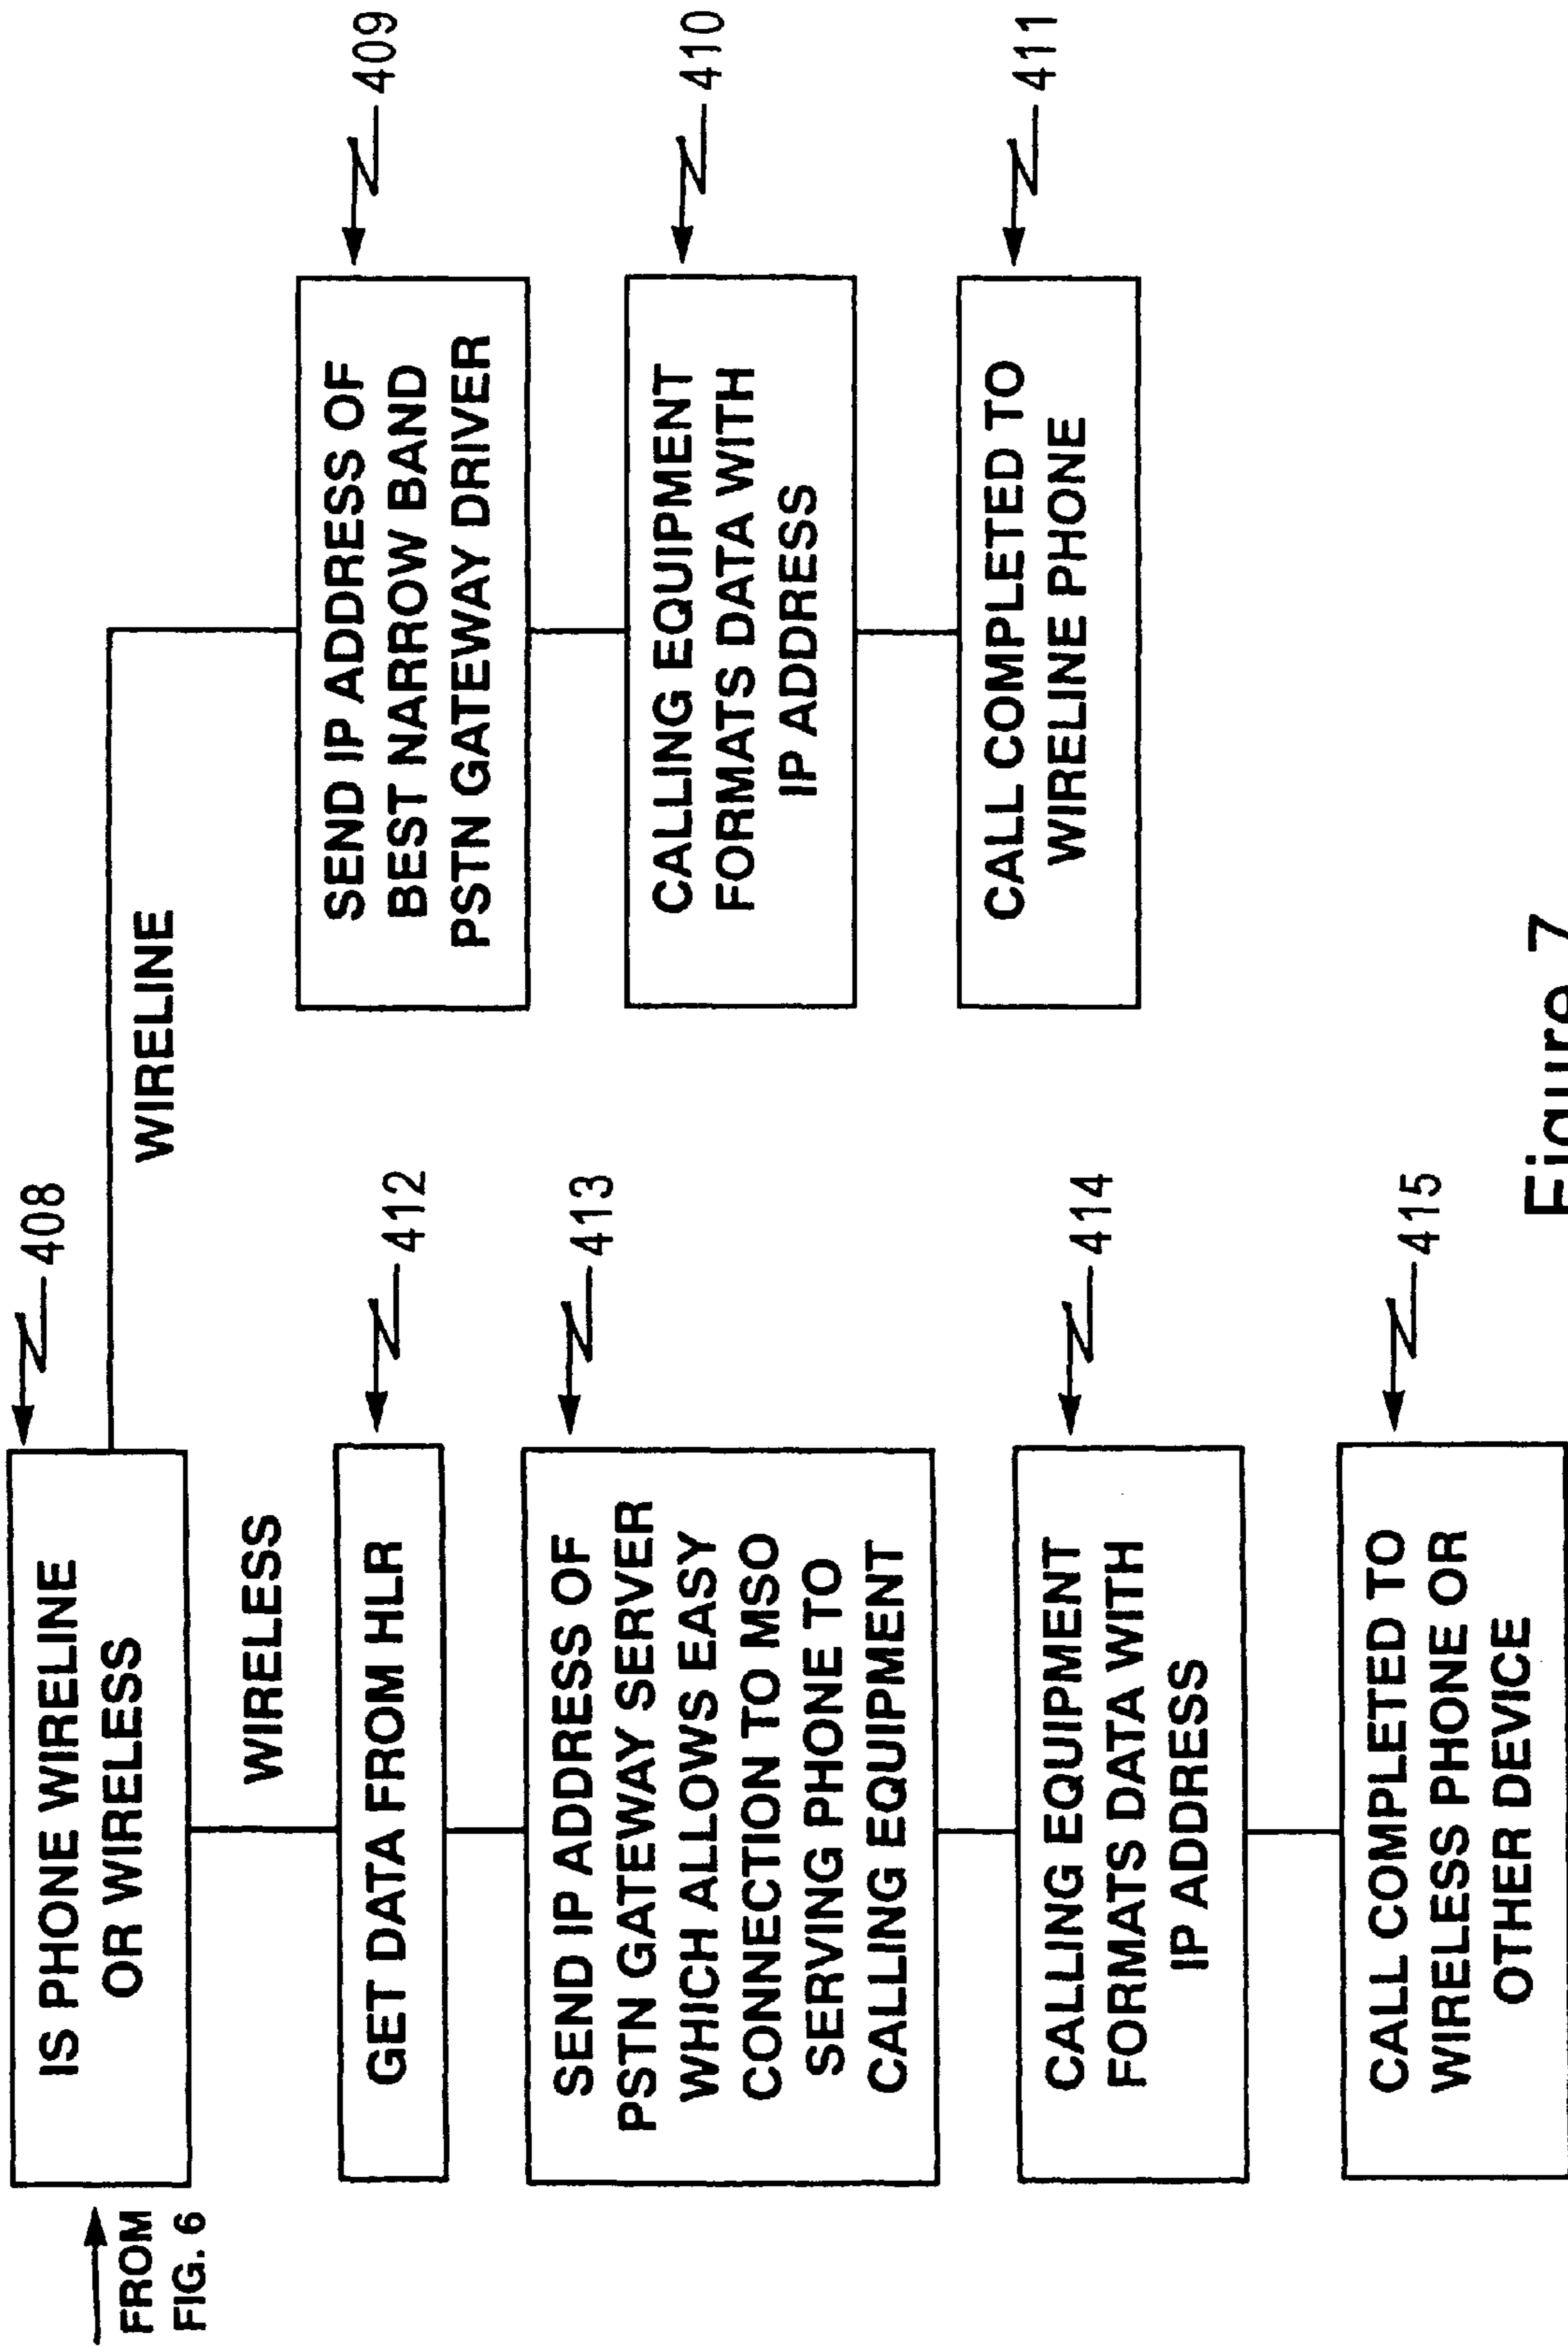 FROM
FIG. 6
IS PHONE WIRELINE
OR WIRELESS
408
WIRELINE
WIRELESS
GET DATA FROM HLR
412
SEND IP ADDRESS OF
PSTN GATEWAY SERVER
WHICH ALLOWS EASY
CONNECTION TO MSO
SERVING PHONE TO
CALLING EQUIPMENT
413
CALLING EQUIPMENT
FORMATS DATA WITH
IP ADDRESS
414
CALL COMPLETED TO
WIRELESS PHONE OR
OTHER DEVICE
415
SEND IP ADDRESS OF
BEST NARROW BAND
PSTN GATEWAY DRIVER
409
CALLING EQUIPMENT
FORMATS DATA WITH
IP ADDRESS
410
CALL COMPLETED TO
WIRELINE PHONE
411
Figure 7